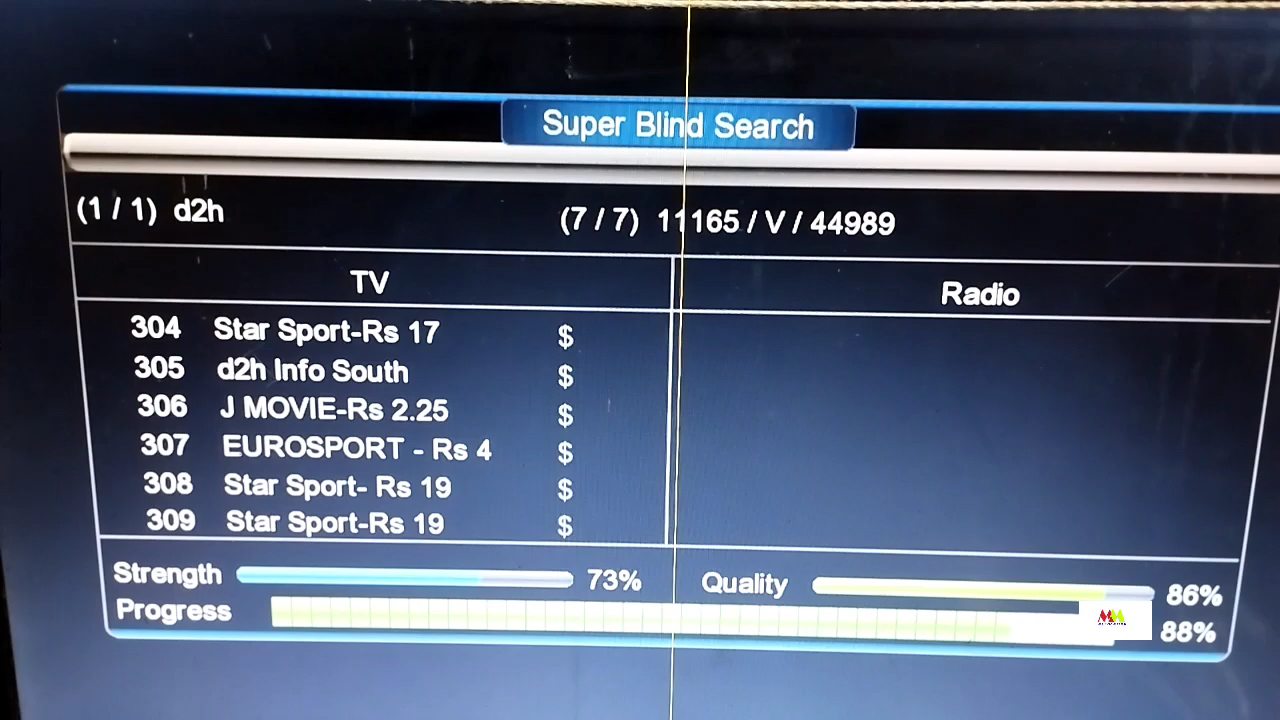 Super Blind Search
(1 / 1) d2h (7 / 7) 11165 / V / 44989
TV Radio
304 Star Sport-Rs 17 $
305 d2h Info South $
306 J MOVIE-Rs 2.25 $
307 EUROSPORT - Rs 4 $
308 Star Sport- Rs 19 $
309 Star Sport-Rs 19 $
Strength 73% Quality 86%
Progress 88%